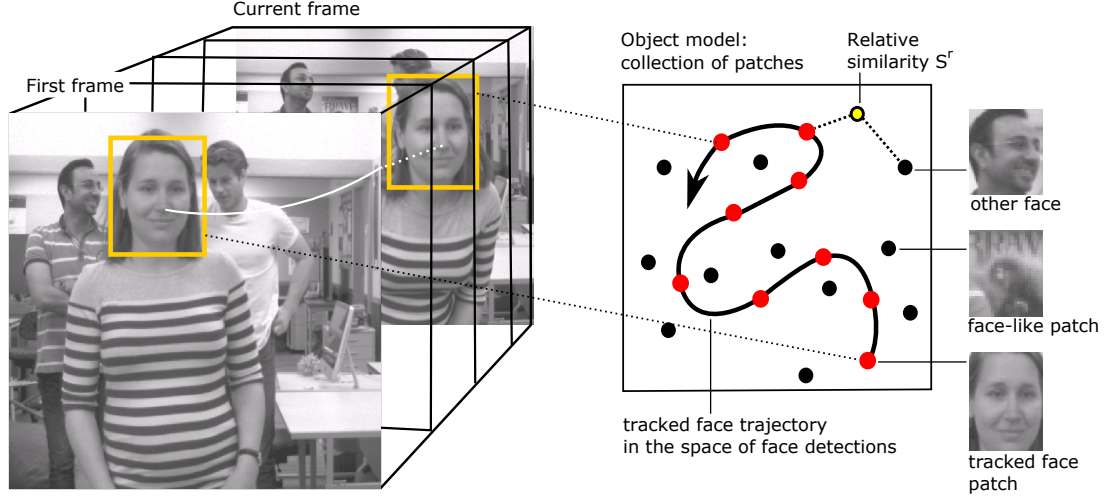 Current frame
First frame
Object model:
collection of patches
Relative
similarity Sʳ
other face
face-like patch
tracked face trajectory
in the space of face detections
tracked face
patch